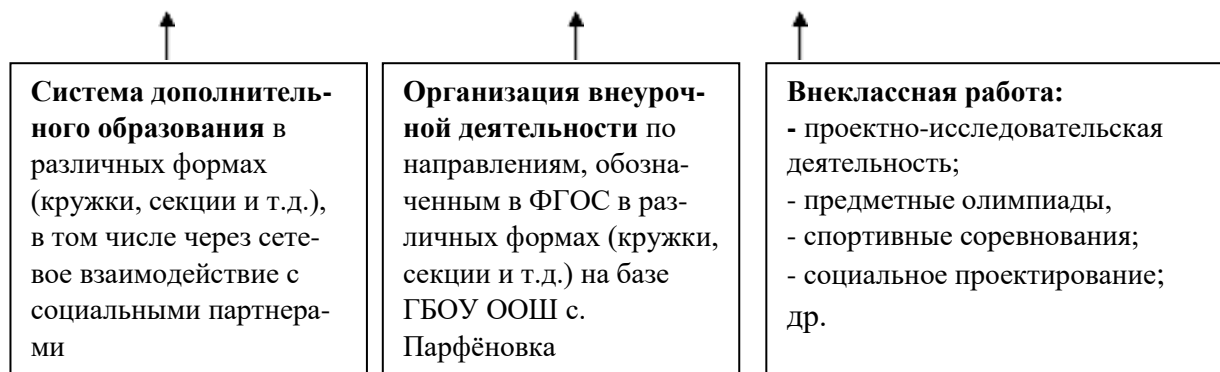 Система дополнитель-
ного образования в
различных формах
(кружки, секции и т.д.),
в том числе через сете-
вое взаимодействие с
социальными партнера-
ми
Организация внеуроч-
ной деятельности по
направлениям, обозна-
ченным в ФГОС в раз-
личных формах (кружки,
секции и т.д.) на базе
ГБОУ ООШ с.
Парфёновка
Внеклассная работа:
- проектно-исследовательская
деятельность;
- предметные олимпиады,
- спортивные соревнования;
- социальное проектирование;
др.